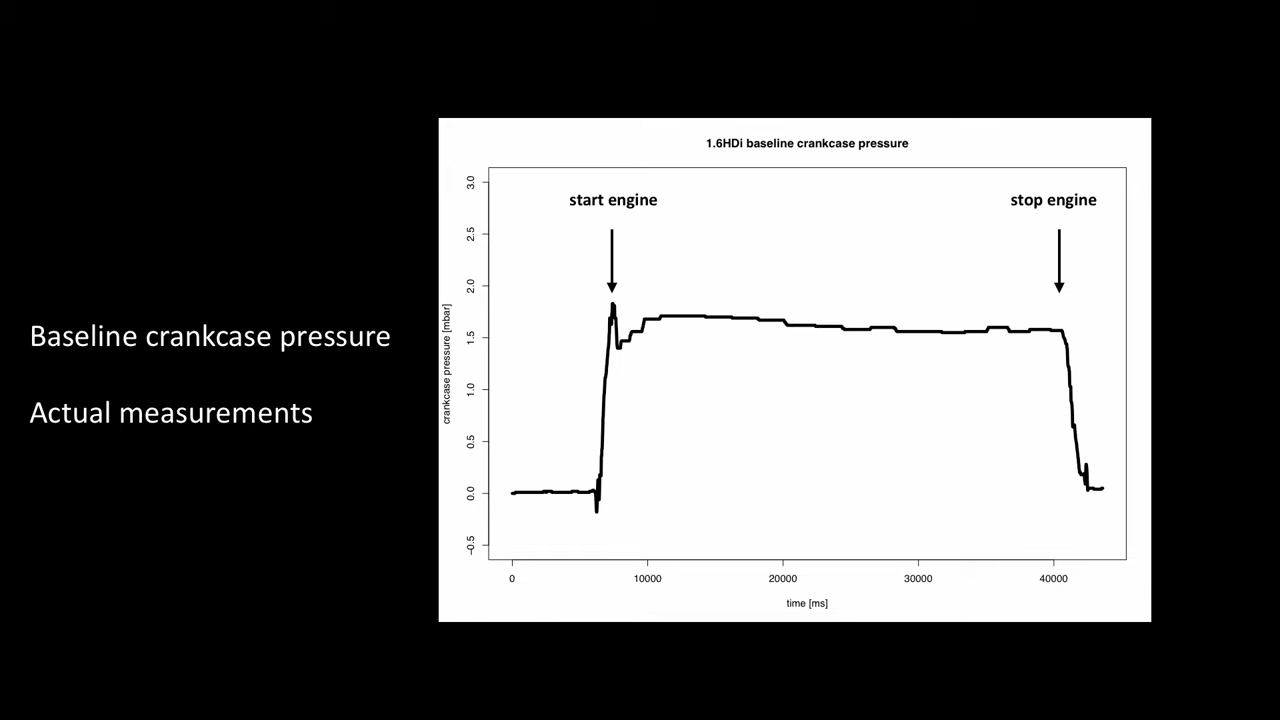 Baseline crankcase pressure
Actual measurements
1.6HDi baseline crankcase pressure
start engine
stop engine
crankcase pressure [mbar]
3.0
2.5
2.0
1.5
1.0
0.5
0.0
−0.5
0 10000 20000 30000 40000
time [ms]